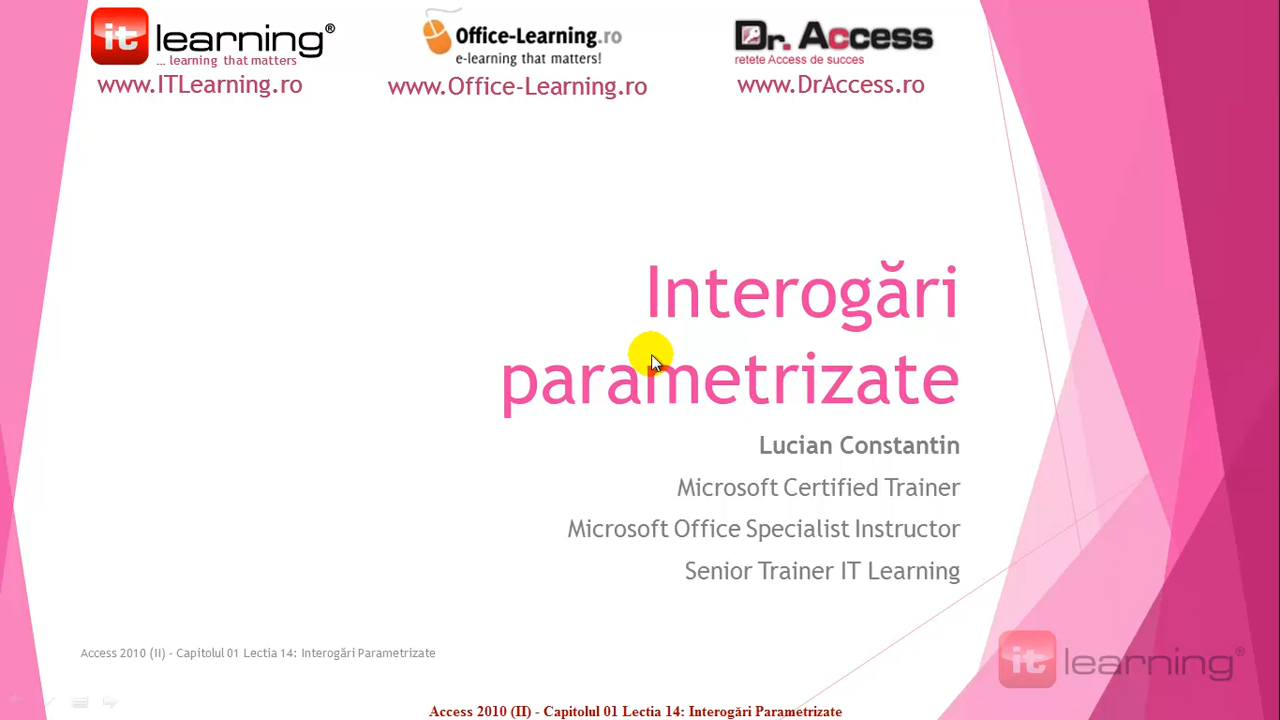 it learning®
... learning that matters
www.ITLearning.ro
Office-Learning.ro
e-learning that matters!
www.Office-Learning.ro
Dr. Access
retete Access de succes
www.DrAccess.ro
Interogări
parametrizate
Lucian Constantin
Microsoft Certified Trainer
Microsoft Office Specialist Instructor
Senior Trainer IT Learning
Access 2010 (II) - Capitolul 01 Lectia 14: Interogări Parametrizate
it learning®
Access 2010 (II) - Capitolul 01 Lectia 14: Interogări Parametrizate